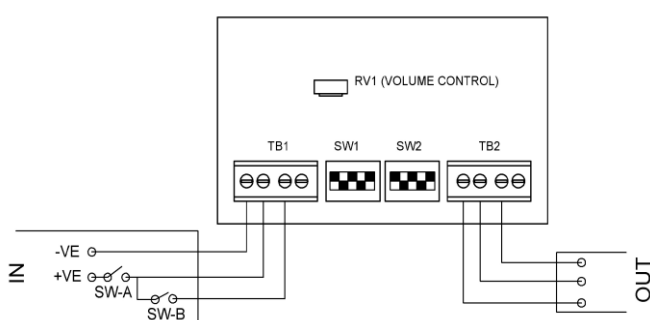 RV1 (VOLUME CONTROL)
TB1 SW1 SW2 TB2
-VE
+VE
SW-A
SW-B
IN
OUT